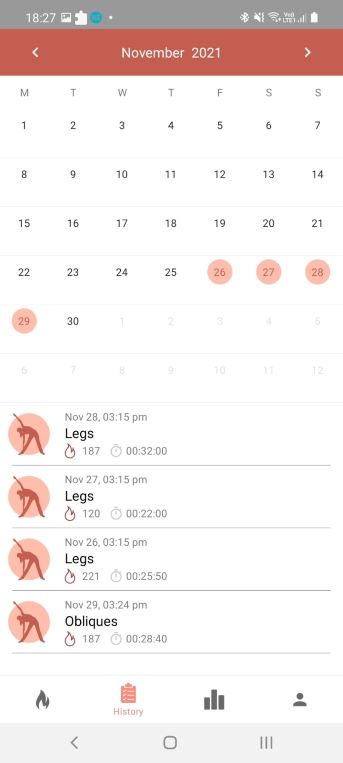 18:27
November 2021
M T W T F S S
1 2 3 4 5 6 7
8 9 10 11 12 13 14
15 16 17 18 19 20 21
22 23 24 25 26 27 28
29 30 1 2 3 4 5
6 7 8 9 10 11 12
Nov 28, 03:15 pm
Legs
187 00:32:00
Nov 27, 03:15 pm
Legs
120 00:22:00
Nov 26, 03:15 pm
Legs
221 00:25:50
Nov 29, 03:24 pm
Obliques
187 00:28:40
History